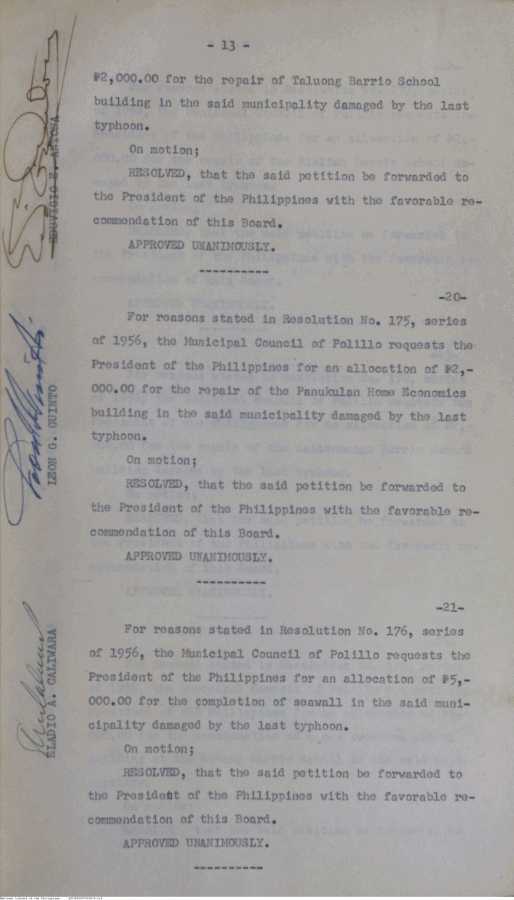 - 13 -
₱2,000.00 for the repair of Taluong Barrio School
building in the said municipality damaged by the last
typhoon.
On motion;
RESOLVED, that the said petition be forwarded to
the President of the Philippines with the favorable re-
commendation of this Board.
APPROVED UNANIMOUSLY.
----------
-20-
For reasons stated in Resolution No. 175, series
of 1956, the Municipal Council of Polillo requests the
President of the Philippines for an allocation of ₱2,-
000.00 for the repair of the Panukulan Home Economics
building in the said municipality damaged by the last
typhoon.
On motion;
RESOLVED, that the said petition be forwarded to
the President of the Philippines with the favorable re-
commendation of this Board.
APPROVED UNANIMOUSLY.
----------
-21-
For reasons stated in Resolution No. 176, series
of 1956, the Municipal Council of Polillo requests the
President of the Philippines for an allocation of ₱5,-
000.00 for the completion of seawall in the said muni-
cipality damaged by the last typhoon.
On motion;
RESOLVED, that the said petition be forwarded to
the President of the Philippines with the favorable re-
commendation of this Board.
APPROVED UNANIMOUSLY.
----------
LEON G. GUINTO
ELADIO A. CALIWARA